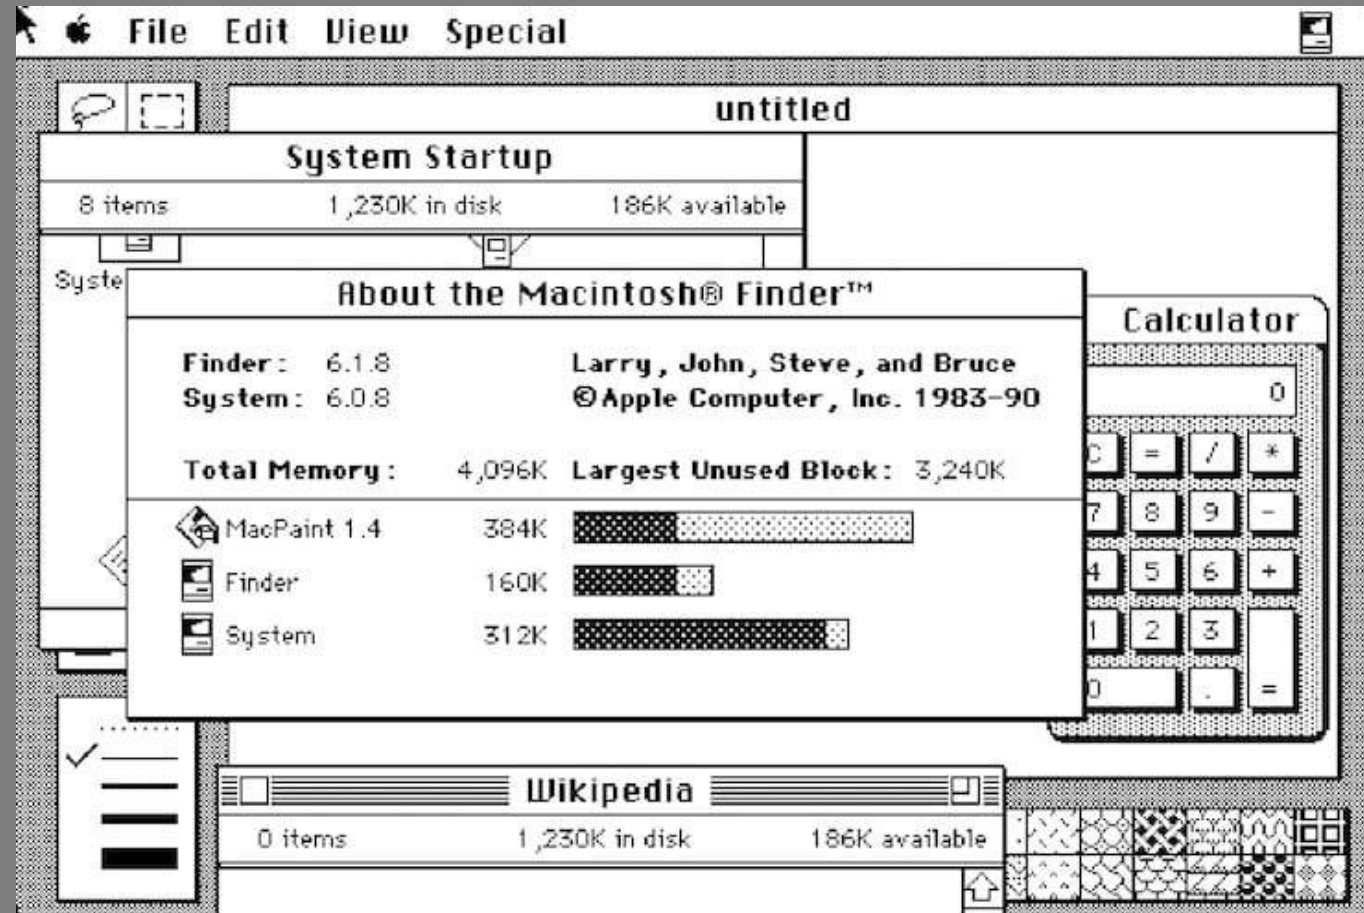 File Edit View Special
untitled
System Startup
8 items 1,230K in disk 186K available
Syste
About the Macintosh® Finder™
Finder: 6.1.8 Larry, John, Steve, and Bruce
System: 6.0.8 ©Apple Computer, Inc. 1983-90
Total Memory: 4,096K Largest Unused Block: 3,240K
MacPaint 1.4 384K
Finder 160K
System 312K
Calculator
0
C = / *
7 8 9 -
4 5 6 +
1 2 3
0 . =
Wikipedia
0 items 1,230K in disk 186K available